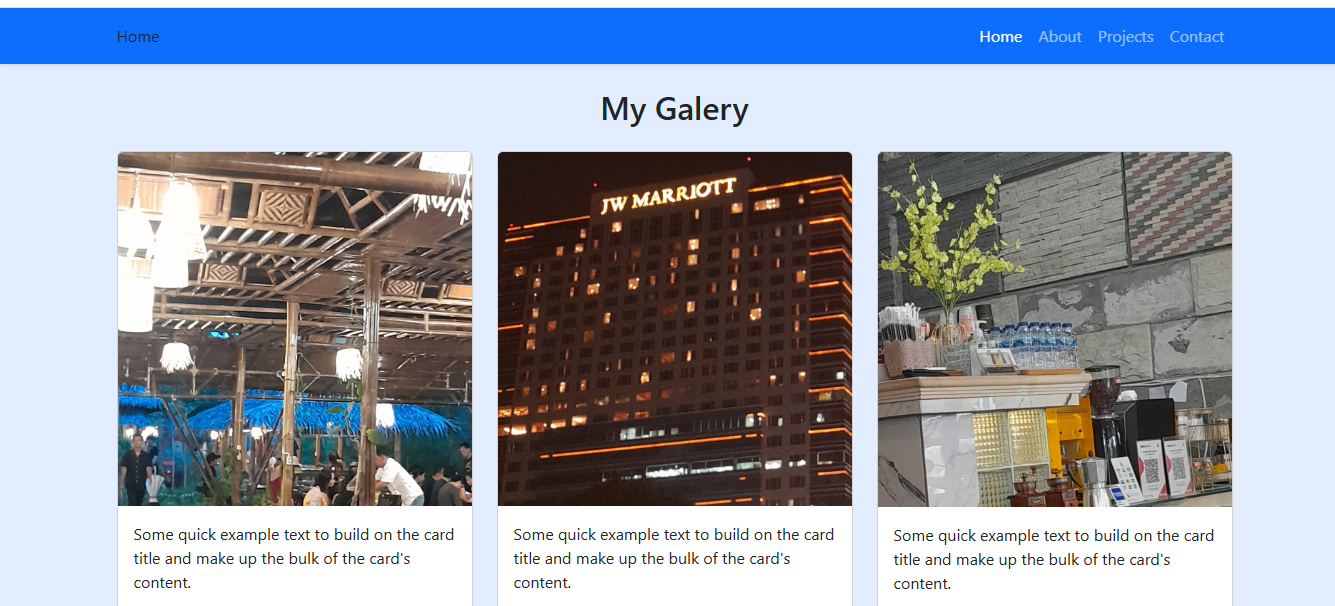 Home
Home About Projects Contact
My Galery
JW MARRIOTT
Some quick example text to build on the card
title and make up the bulk of the card's
content.
Some quick example text to build on the card
title and make up the bulk of the card's
content.
Some quick example text to build on the card
title and make up the bulk of the card's
content.